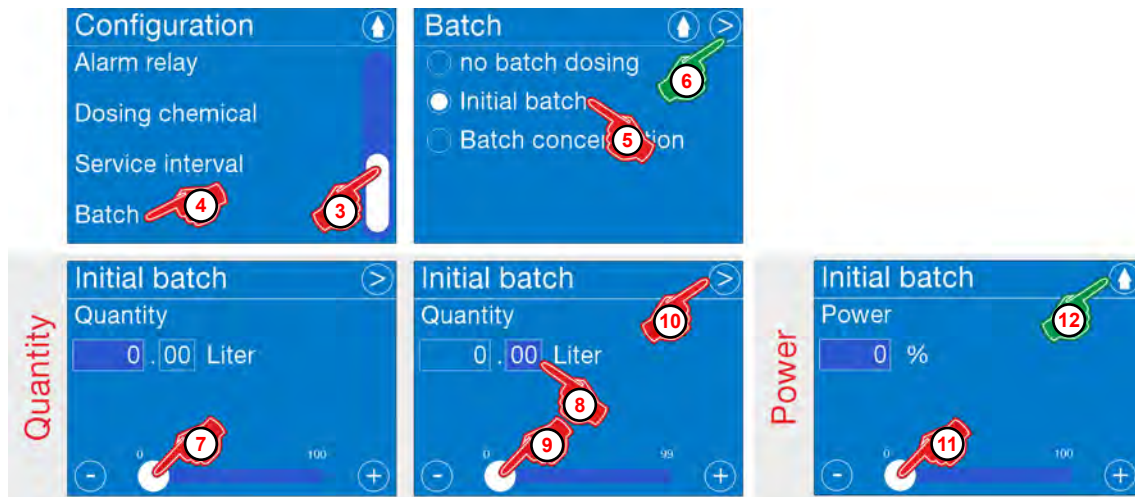 Configuration
Alarm relay
Dosing chemical
Service interval
Batch
4
3
Batch
>
no batch dosing
6
Initial batch
5
Batch concen
tion
Quantity
Initial batch
>
Quantity
0 . 00 Liter
7
0
100
-
+
Initial batch
>
Quantity
10
0 . 00 Liter
8
9
0
99
-
+
Power
Initial batch
Power
12
0 %
11
0
100
-
+